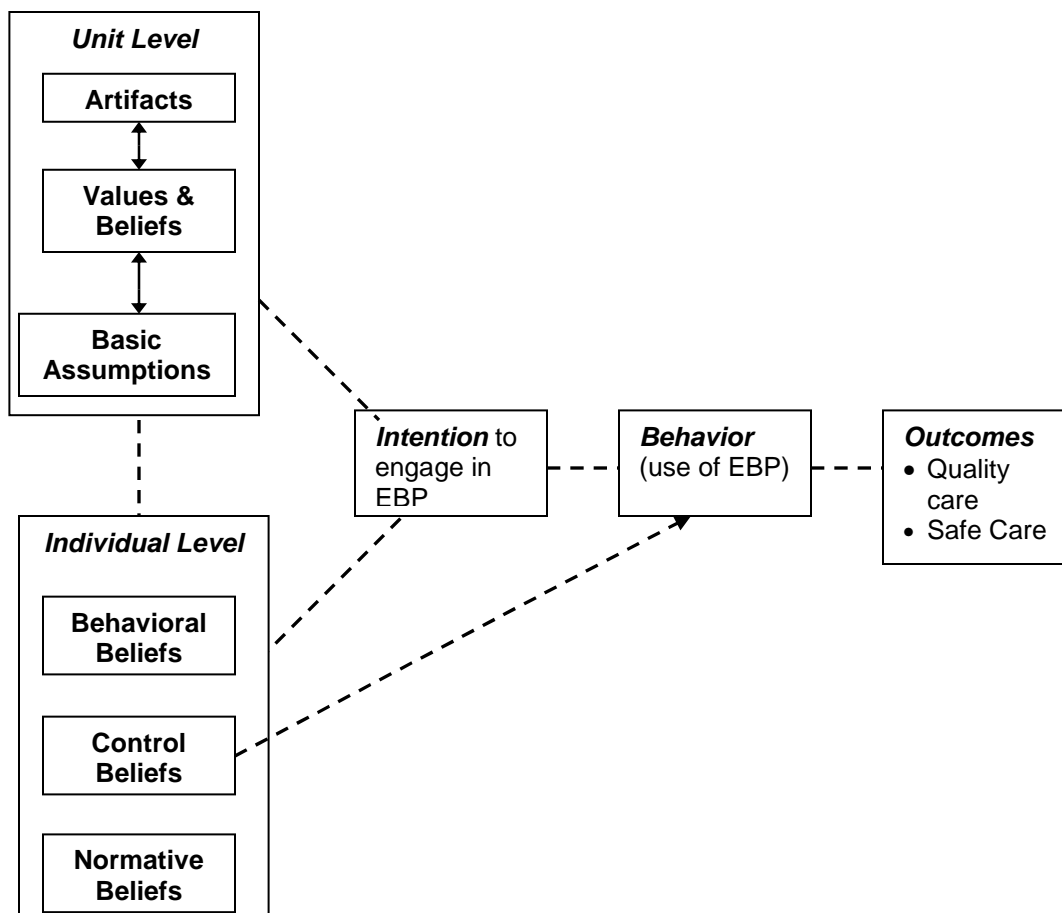 Unit Level
Artifacts
Values &
Beliefs
Basic
Assumptions
Intention to
engage in
EBP
Behavior
(use of EBP)
Outcomes
• Quality
care
• Safe Care
Individual Level
Behavioral
Beliefs
Control
Beliefs
Normative
Beliefs